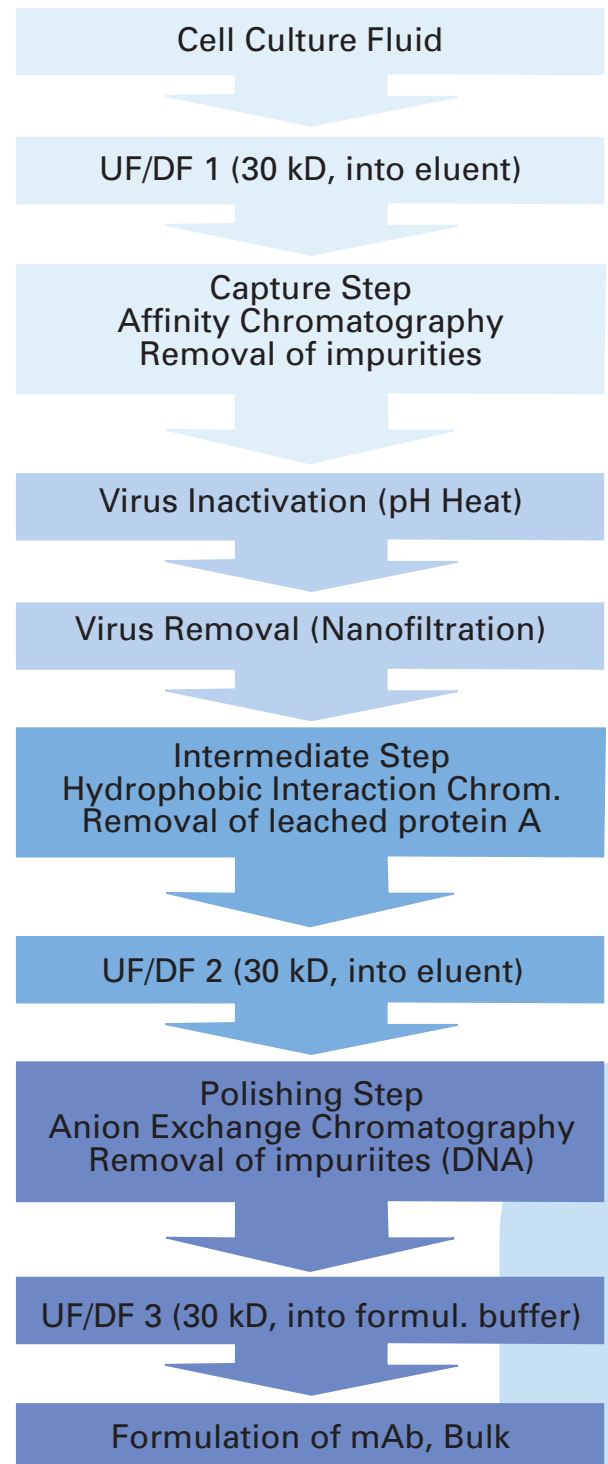 Cell Culture Fluid
UF/DF 1 (30 kD, into eluent)
Capture Step
Affinity Chromatography
Removal of impurities
Virus Inactivation (pH Heat)
Virus Removal (Nanofiltration)
Intermediate Step
Hydrophobic Interaction Chrom.
Removal of leached protein A
UF/DF 2 (30 kD, into eluent)
Polishing Step
Anion Exchange Chromatography
Removal of impuriites (DNA)
UF/DF 3 (30 kD, into formul. buffer)
Formulation of mAb, Bulk